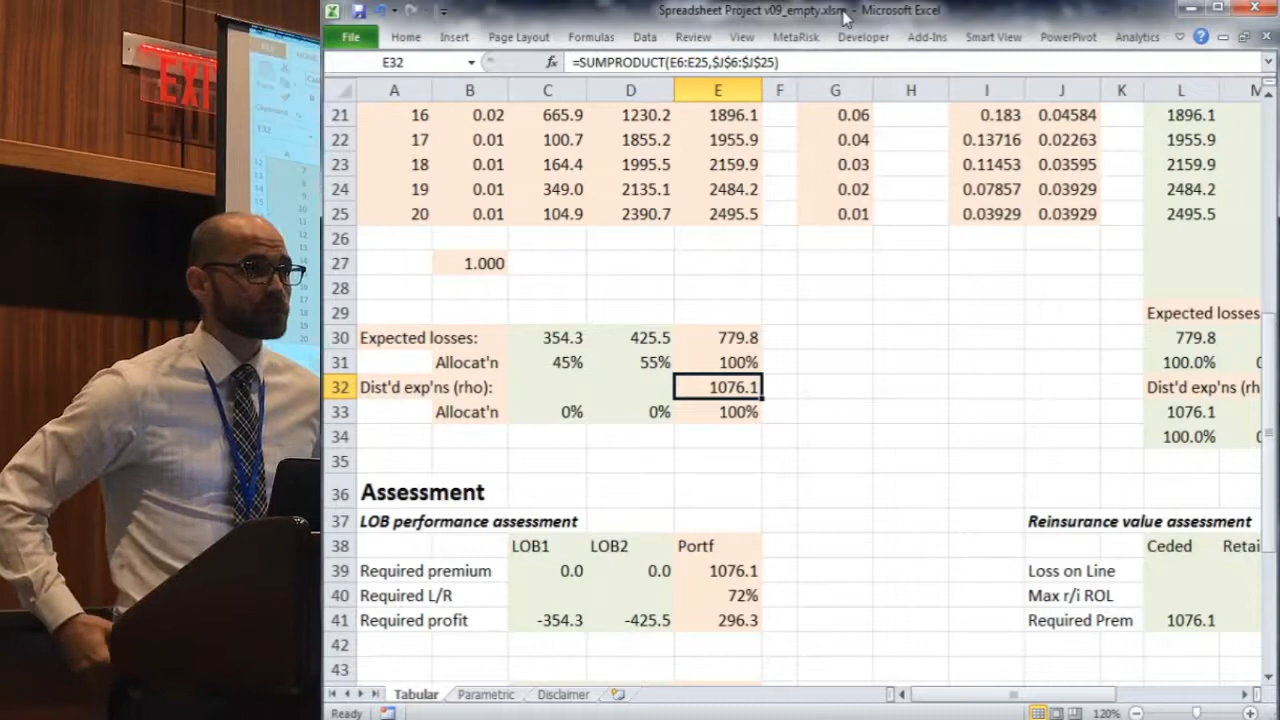 EXI
Spreadsheet Project v09_empty.xlsm - Microsoft Excel
File Home Insert Page Layout Formulas Data Review View MetaRisk Developer Add-Ins Smart View PowerPivot Analytics
E32 fx =SUMPRODUCT(E6:E25,$J$6:$J$25)
A B C D E F G H I J K L M
21 16 0.02 665.9 1230.2 1896.1 0.06 0.183 0.04584 1896.1
22 17 0.01 100.7 1855.2 1955.9 0.04 0.13716 0.02263 1955.9
23 18 0.01 164.4 1995.5 2159.9 0.03 0.11453 0.03595 2159.9
24 19 0.01 349.0 2135.1 2484.2 0.02 0.07857 0.03929 2484.2
25 20 0.01 104.9 2390.7 2495.5 0.01 0.03929 0.03929 2495.5
26
27 1.000
28
29 Expected losses
30 Expected losses: 354.3 425.5 779.8 779.8
31 Allocat'n 45% 55% 100% 100.0%
32 Dist'd exp'ns (rho): 1076.1 Dist'd exp'ns (rh
33 Allocat'n 0% 0% 100% 1076.1
34 100.0%
35
36 Assessment
37 LOB performance assessment Reinsurance value assessment
38 LOB1 LOB2 Portf Ceded Retai
39 Required premium 0.0 0.0 1076.1 Loss on Line
40 Required L/R 72% Max r/i ROL
41 Required profit -354.3 -425.5 296.3 Required Prem 1076.1
42
43
Tabular Parametric Disclaimer
Ready 120%